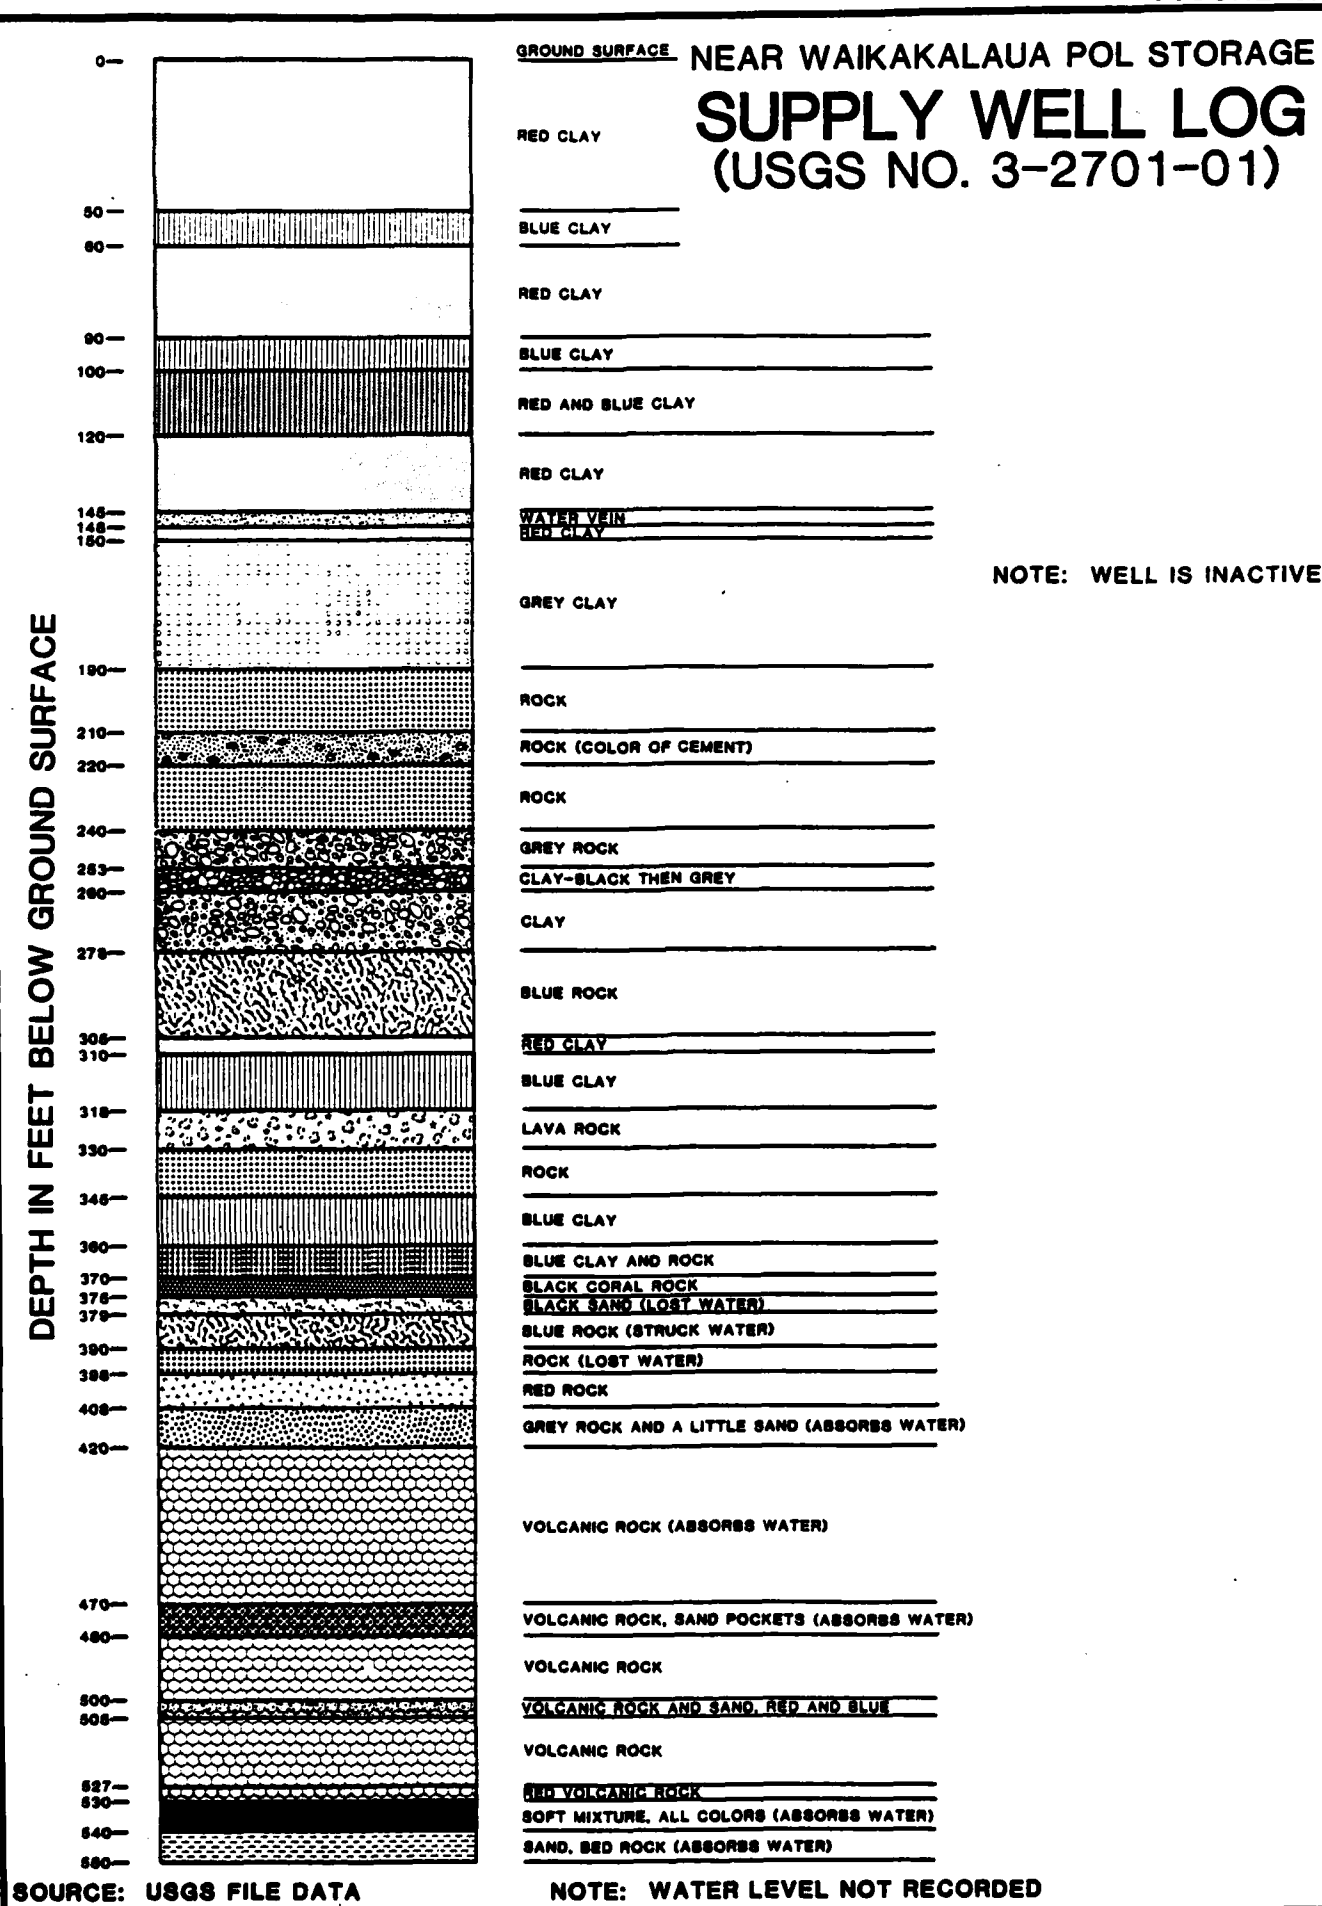 NEAR WAIKAKALAUA POL STORAGE
SUPPLY WELL LOG
(USGS NO. 3-2701-01)
DEPTH IN FEET BELOW GROUND SURFACE
0
GROUND SURFACE
RED CLAY
50
BLUE CLAY
60
RED CLAY
90
BLUE CLAY
100
RED AND BLUE CLAY
120
RED CLAY
145
WATER VEIN
148
RED CLAY
150
NOTE: WELL IS INACTIVE
GREY CLAY
190
ROCK
210
ROCK (COLOR OF CEMENT)
220
ROCK
240
GREY ROCK
253
CLAY-BLACK THEN GREY
260
CLAY
278
BLUE ROCK
305
RED CLAY
310
BLUE CLAY
318
LAVA ROCK
330
ROCK
345
BLUE CLAY
360
BLUE CLAY AND ROCK
370
BLACK CORAL ROCK
375
BLACK SAND (LOST WATER)
379
BLUE ROCK (STRUCK WATER)
390
ROCK (LOST WATER)
398
RED ROCK
408
GREY ROCK AND A LITTLE SAND (ABSORBS WATER)
420
VOLCANIC ROCK (ABSORBS WATER)
470
VOLCANIC ROCK, SAND POCKETS (ABSORBS WATER)
480
VOLCANIC ROCK
500
VOLCANIC ROCK AND SAND, RED AND BLUE
505
VOLCANIC ROCK
527
RED VOLCANIC ROCK
530
SOFT MIXTURE, ALL COLORS (ABSORBS WATER)
540
SAND, BED ROCK (ABSORBS WATER)
550
SOURCE: USGS FILE DATA
NOTE: WATER LEVEL NOT RECORDED